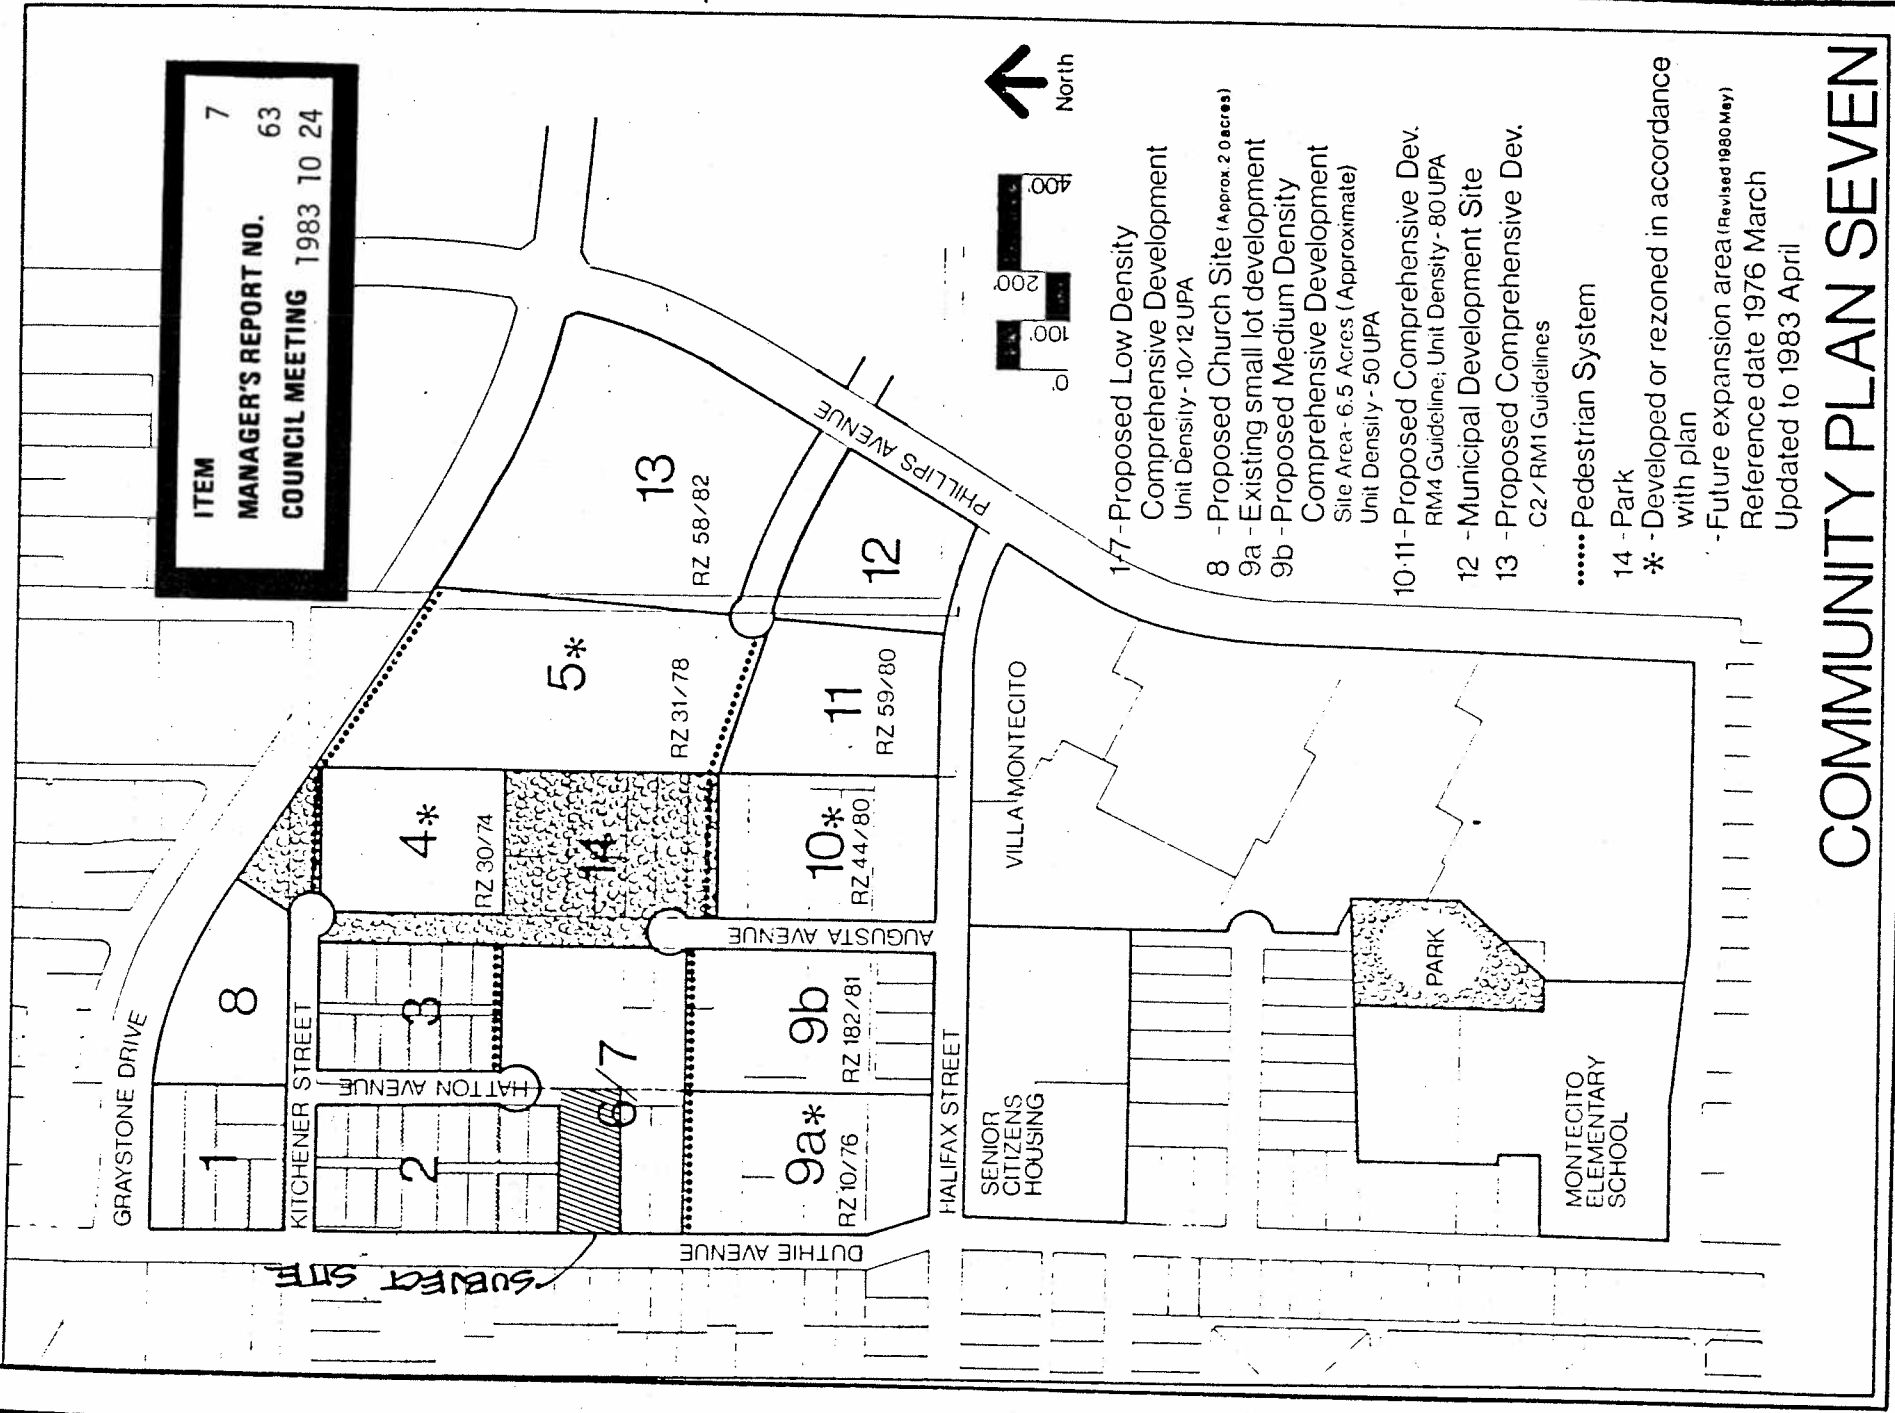 ITEM 7
MANAGER'S REPORT NO. 63
COUNCIL MEETING 1983 10 24
GRAYSTONE DRIVE
1
8
KITCHENER STREET
2
3
HATTON AVENUE
4*
RZ 30/74
14
5*
RZ 31/78
13
RZ 58/82
PHILLIPS AVENUE
12
11
RZ 59/80
10*
RZ 44/80
AUGUSTA AVENUE
6/7
9b
RZ 182/81
9a*
RZ 10/76
SUBJECT SITE
DUTHIE AVENUE
HALIFAX STREET
SENIOR
CITIZENS
HOUSING
VILLA MONTECITO
PARK
MONTECITO
ELEMENTARY
SCHOOL
North
0' 100' 200' 400'
1-7 - Proposed Low Density
Comprehensive Development
Unit Density - 10/12 UPA
8 - Proposed Church Site (Approx. 2.0 acres)
9a - Existing small lot development
9b - Proposed Medium Density
Comprehensive Development
Site Area - 6.5 Acres (Approximate)
Unit Density - 50 UPA
10-11 - Proposed Comprehensive Dev.
RM4 Guideline; Unit Density - 80 UPA
12 - Municipal Development Site
13 - Proposed Comprehensive Dev.
C2/RM1 Guidelines
•••••• Pedestrian System
14 - Park
* - Developed or rezoned in accordance
with plan
- Future expansion area (Revised 1980 May)
Reference date 1976 March
Updated to 1983 April
COMMUNITY PLAN SEVEN